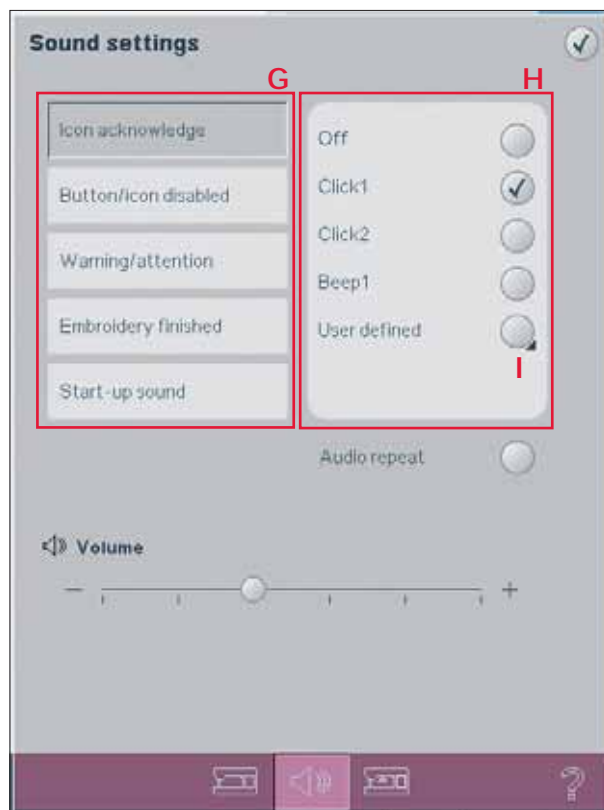 Sound settings
G
H
Icon acknowledge
Button/icon disabled
Warning/attention
Embroidery finished
Start-up sound
Off
Click1
Click2
Beep1
User defined
I
Audio repeat
Volume
− +
?